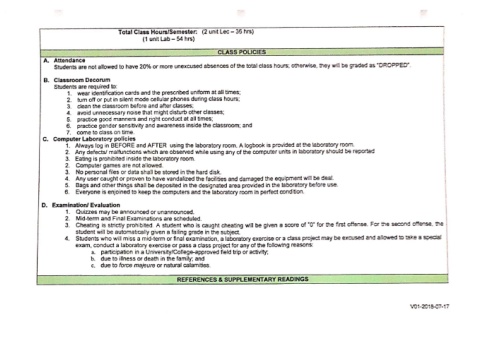 Total Class Hours/Semester: (2 unit Lec – 36 hrs)
(1 unit Lab – 54 hrs)
CLASS POLICIES
A. Attendance
Students are not allowed to have 20% or more unexcused absences of the total class hours; otherwise, they will be graded as "DROPPED".
B. Classroom Decorum
Students are required to:
1. wear identification cards and the prescribed uniform at all times;
2. turn off or put in silent mode cellular phones during class hours;
3. clean the classroom before and after classes;
4. avoid unnecessary noise that might disturb other classes;
5. practice good manners and right conduct at all times;
6. practice gender sensitivity and awareness inside the classroom; and
7. come to class on time.
C. Computer Laboratory policies
1. Always log in BEFORE and AFTER using the laboratory room. A logbook is provided at the laboratory room.
2. Any defects/ malfunctions which are observed while using any of the computer units in laboratory should be reported
3. Eating is prohibited inside the laboratory room.
2. Computer games are not allowed.
3. No personal files or data shall be stored in the hard disk.
4. Any user caught or proven to have vandalized the facilities and damaged the equipment will be deal.
5. Bags and other things shall be deposited in the designated area provided in the laboratory before use.
6. Everyone is enjoined to keep the computers and the laboratory room in perfect condition.
D. Examination/ Evaluation
1. Quizzes may be announced or unannounced.
2. Mid-term and Final Examinations are scheduled.
3. Cheating is strictly prohibited. A student who is caught cheating will be given a score of "0" for the first offense. For the second offense, the
student will be automatically given a failing grade in the subject.
4. Students who will miss a mid-term or final examination, a laboratory exercise or a class project may be excused and allowed to take a special
exam, conduct a laboratory exercise or pass a class project for any of the following reasons:
a. participation in a University/College-approved field trip or activity;
b. due to illness or death in the family; and
c. due to force majeure or natural calamities.
REFERENCES & SUPPLEMENTARY READINGS
V01-2018-07-17